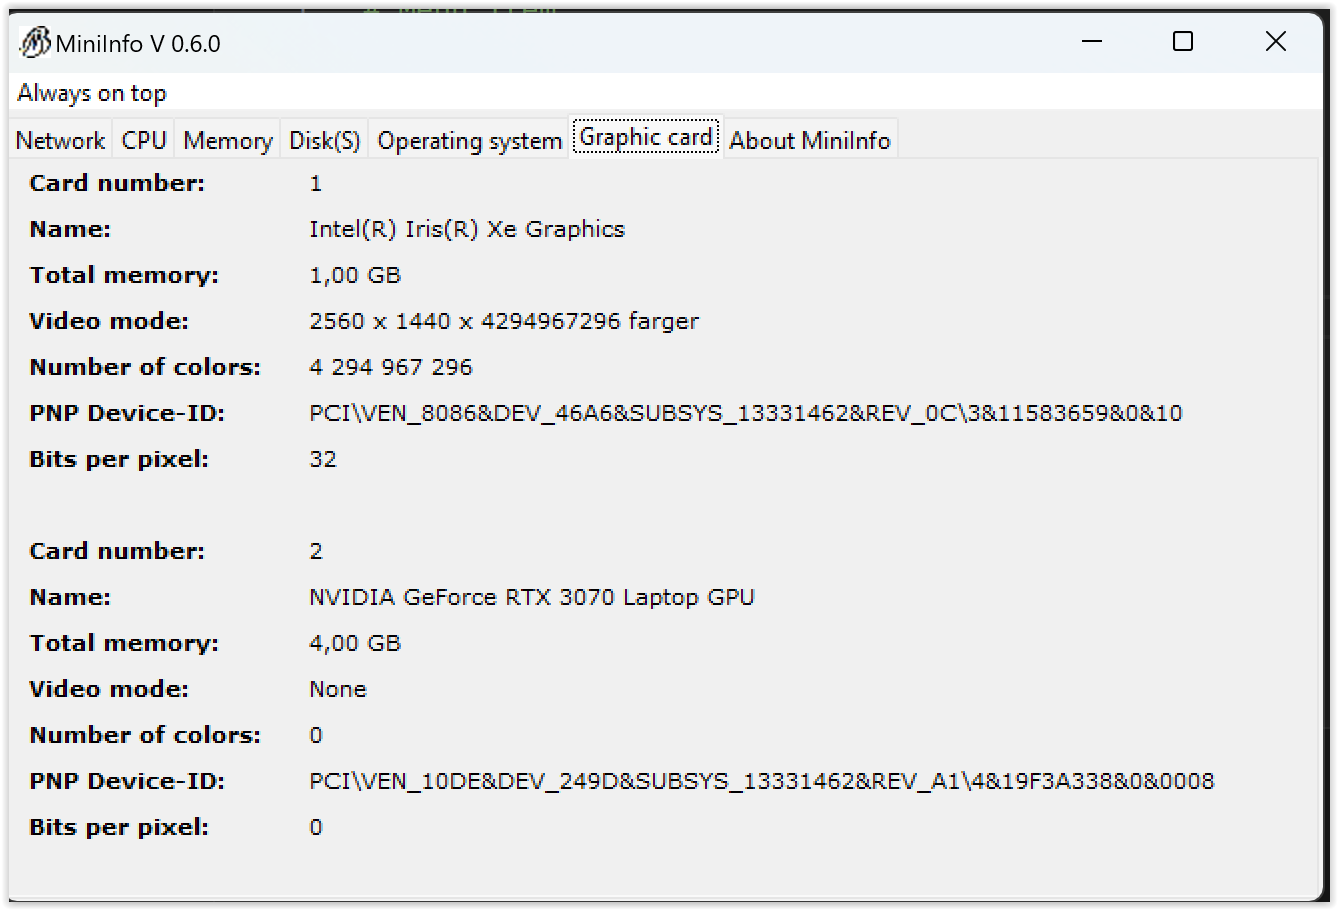 MiniInfo V 0.6.0
Always on top
Network CPU Memory Disk(S) Operating system Graphic card About MiniInfo
Card number: 1
Name: Intel(R) Iris(R) Xe Graphics
Total memory: 1,00 GB
Video mode: 2560 x 1440 x 4294967296 farger
Number of colors: 4 294 967 296
PNP Device-ID: PCI\VEN_8086&DEV_46A6&SUBSYS_13331462&REV_0C\3&11583659&0&10
Bits per pixel: 32
Card number: 2
Name: NVIDIA GeForce RTX 3070 Laptop GPU
Total memory: 4,00 GB
Video mode: None
Number of colors: 0
PNP Device-ID: PCI\VEN_10DE&DEV_249D&SUBSYS_13331462&REV_A1\4&19F3A338&0&0008
Bits per pixel: 0